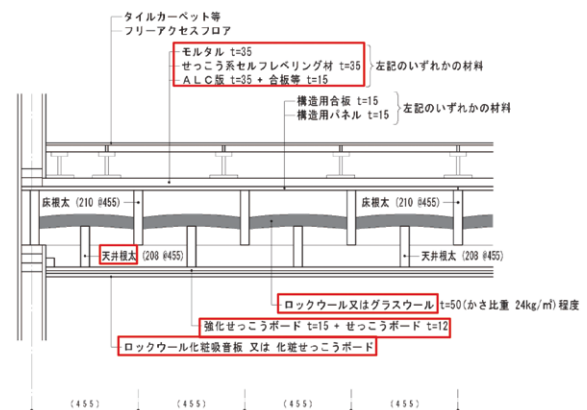 タイルカーペット等
フリーアクセスフロア
モルタル t=35
せっこう系セルフレベリング材 t=35
ＡＬＣ版 t=35 + 合板等 t=15
左記のいずれかの材料
構造用合板 t=15
構造用パネル t=15
左記のいずれかの材料
床根太 (210 @455)
床根太 (210 @455)
天井根太 (208 @455)
天井根太 (208 @455)
ロックウール又はグラスウール t=50(かさ比重 24kg/㎥)程度
強化せっこうボード t=15 + せっこうボード t=12
ロックウール化粧吸音板 又は 化粧せっこうボード
(455) (455) (455) (455)